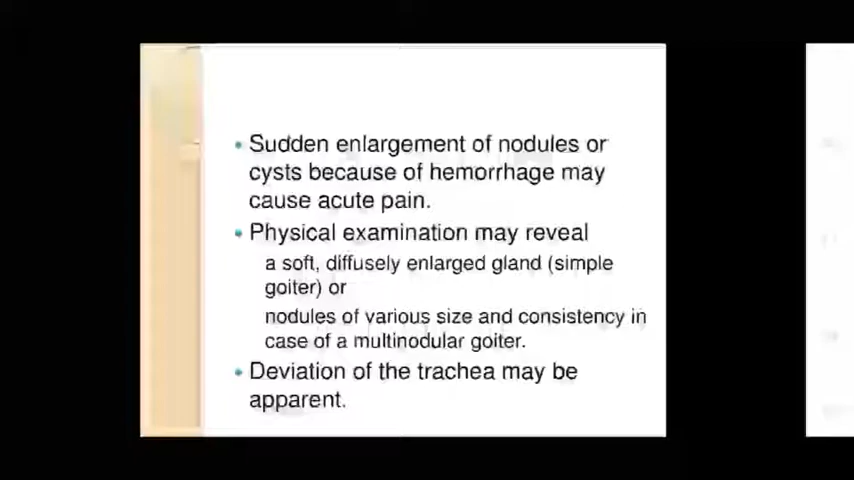 • Sudden enlargement of nodules or
cysts because of hemorrhage may
cause acute pain.
• Physical examination may reveal
a soft, diffusely enlarged gland (simple
goiter) or
nodules of various size and consistency in
case of a multinodular goiter.
• Deviation of the trachea may be
apparent.